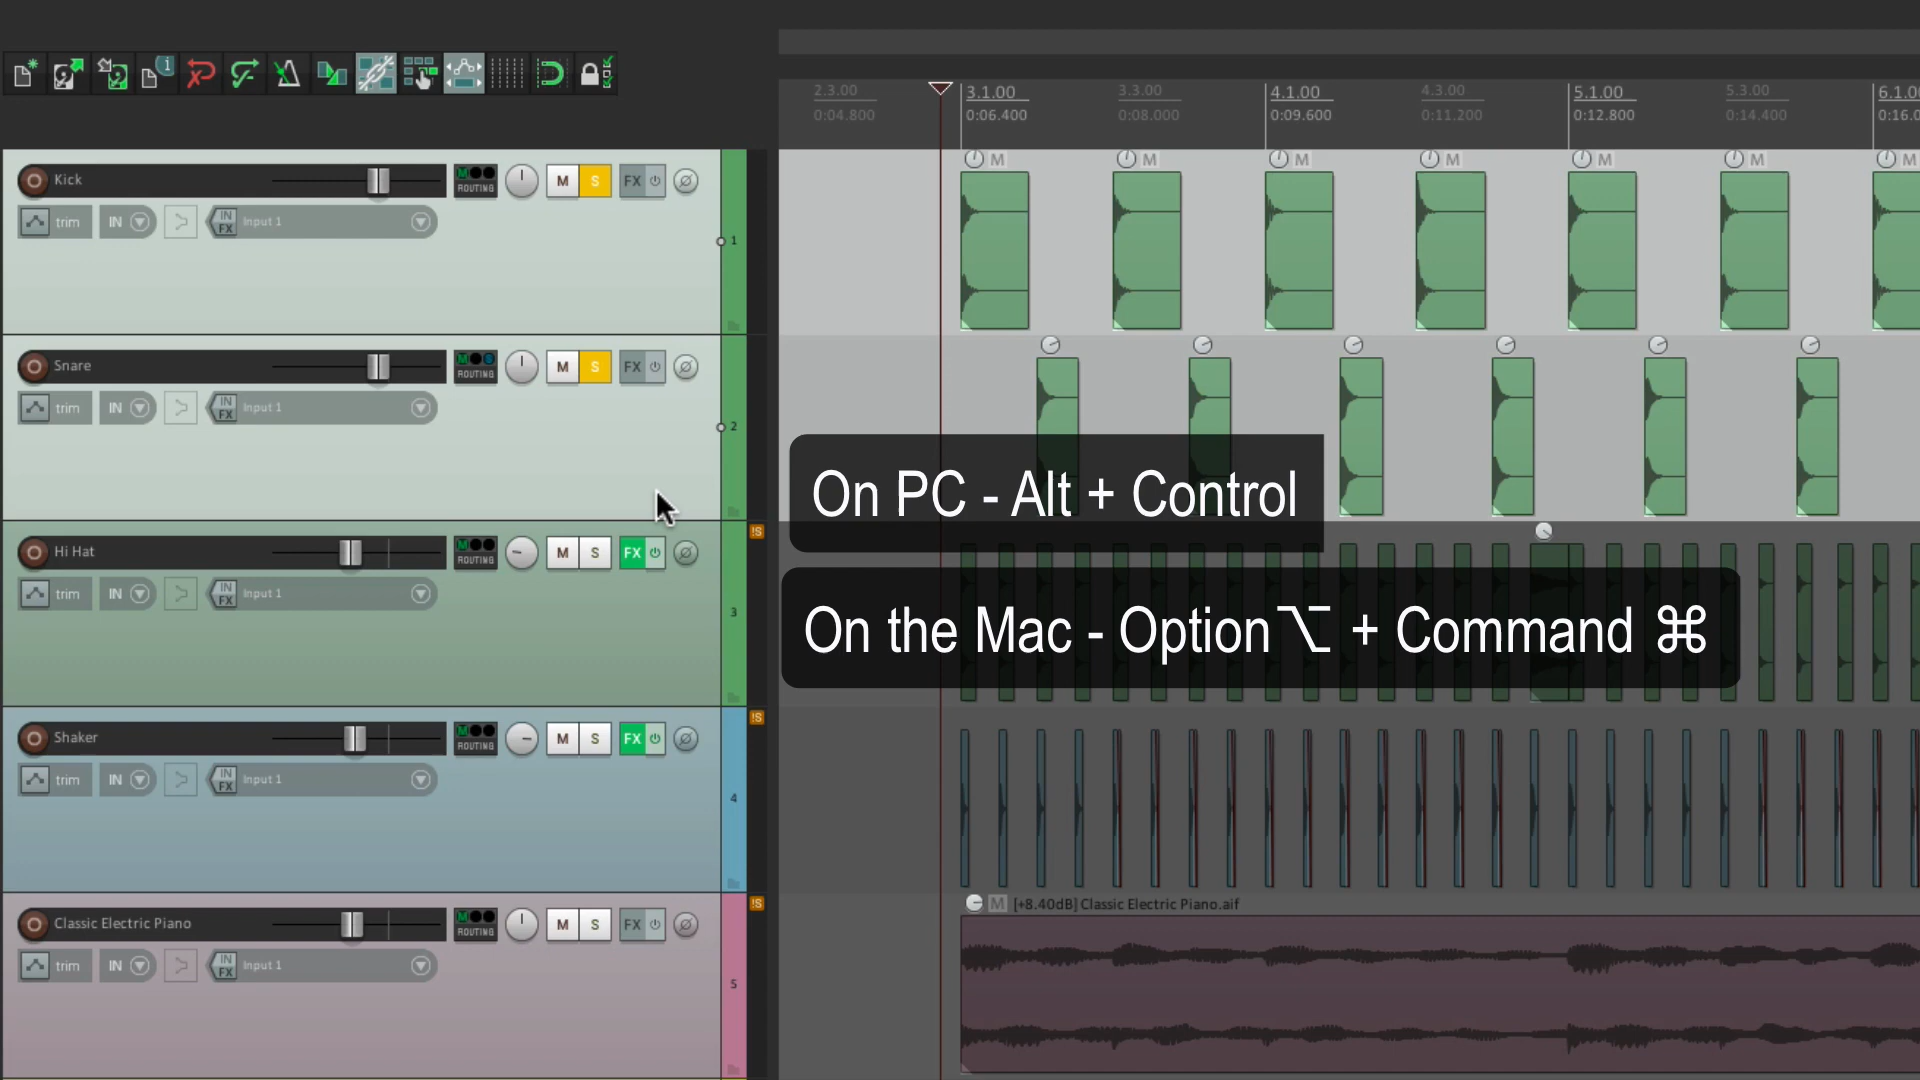 2.3.00 3.1.00 3.3.00 4.1.00 4.3.00 5.1.00 5.3.00
0:04.800 0:06.400 0:08.000 0:09.600 0:11.200 0:12.800 0:14.400
Kick ROUTING M S FX
M M M M M M M
trim IN IN FX Input 1
1
Snare ROUTING M S FX
trim IN IN FX Input 1
2
On PC - Alt + Control
Hi Hat ROUTING M S FX
trim IN IN FX Input 1
3
On the Mac - Option ⌥ + Command ⌘
Shaker ROUTING M S FX
trim IN IN FX Input 1
4
M [+8.40dB] Classic Electric Piano.aif
Classic Electric Piano ROUTING M S FX
trim IN IN FX Input 1
5